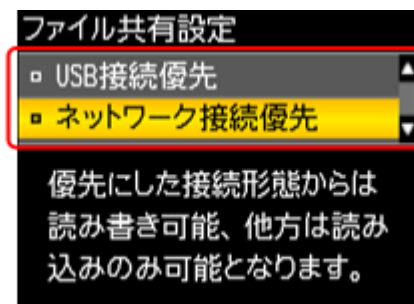 ファイル共有設定
USB接続優先
ネットワーク接続優先
優先にした接続形態からは
読み書き可能、他方は読み
込みのみ可能となります。